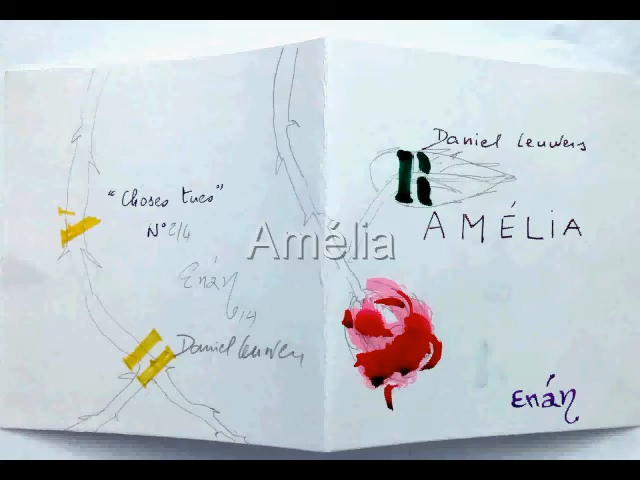 "Choses tues"
N° 2/4
Enán
2/4
Daniel Leuwers
Daniel Leuwers
AMÉLIA
Enán
Amélia